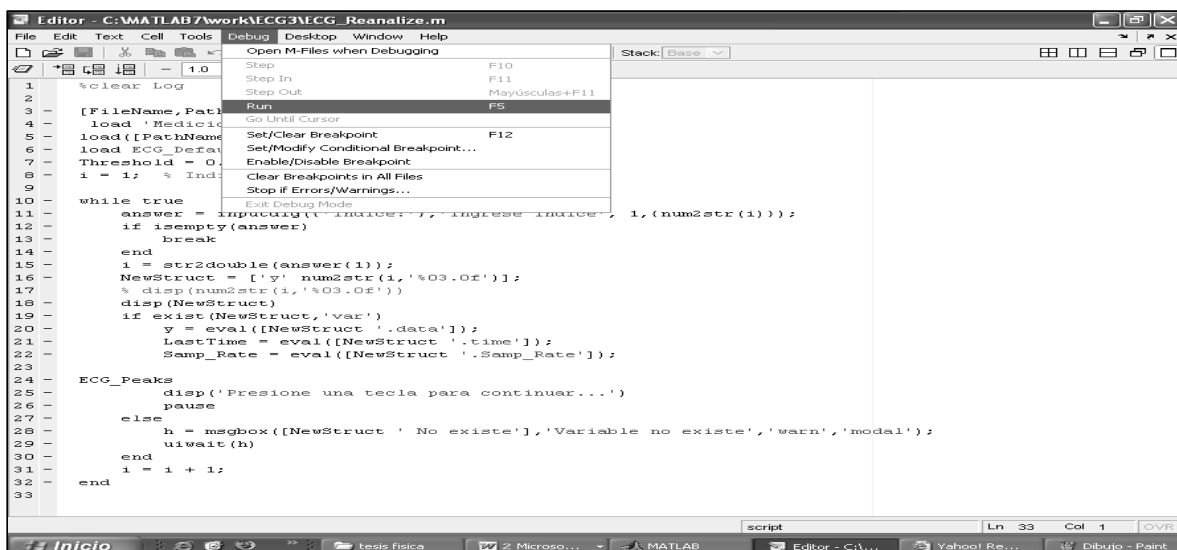 Editor - C:\MATLAB7\work\ECG3\ECG_Reanalize.m
File Edit Text Cell Tools Debug Desktop Window Help
Open M-Files when Debugging
Stack: Base
1.0
Step F10
Step In F11
Step Out Mayúsculas+F11
Run F5
Go Until Cursor
Set/Clear Breakpoint F12
Set/Modify Conditional Breakpoint...
Enable/Disable Breakpoint
Clear Breakpoints in All Files
Stop if Errors/Warnings...
Exit Debug Mode
1 %clear Log
2
3 - [FileName,Pat
4 - load 'Medici
5 - load([PathName
6 - load ECG_Defau
7 - Threshold = 0.
8 - i = 1; % Ind
9
10 - while true
11 - answer = inputdlg({'Indice:'},'Ingrese indice', 1,{num2str(i)});
12 - if isempty(answer)
13 - break
14 - end
15 - i = str2double(answer(1));
16 - NewStruct = ['y' num2str(i,'%03.0f')];
17 % disp(num2str(i,'%03.0f'))
18 - disp(NewStruct)
19 - if exist(NewStruct,'var')
20 - y = eval([NewStruct '.data']);
21 - LastTime = eval([NewStruct '.time']);
22 - Samp_Rate = eval([NewStruct '.Samp_Rate']);
23
24 - ECG_Peaks
25 - disp('Presione una tecla para continuar...')
26 - pause
27 - else
28 - h = msgbox([NewStruct ' No existe'],'Variable no existe','warn','modal');
29 - uiwait(h)
30 - end
31 - i = i + 1;
32 - end
33
script Ln 33 Col 1 OVR
Inicio tesis fisica 2 Microso... MATLAB Editor - C:\... Yahoo! Re... Dibujo - Paint